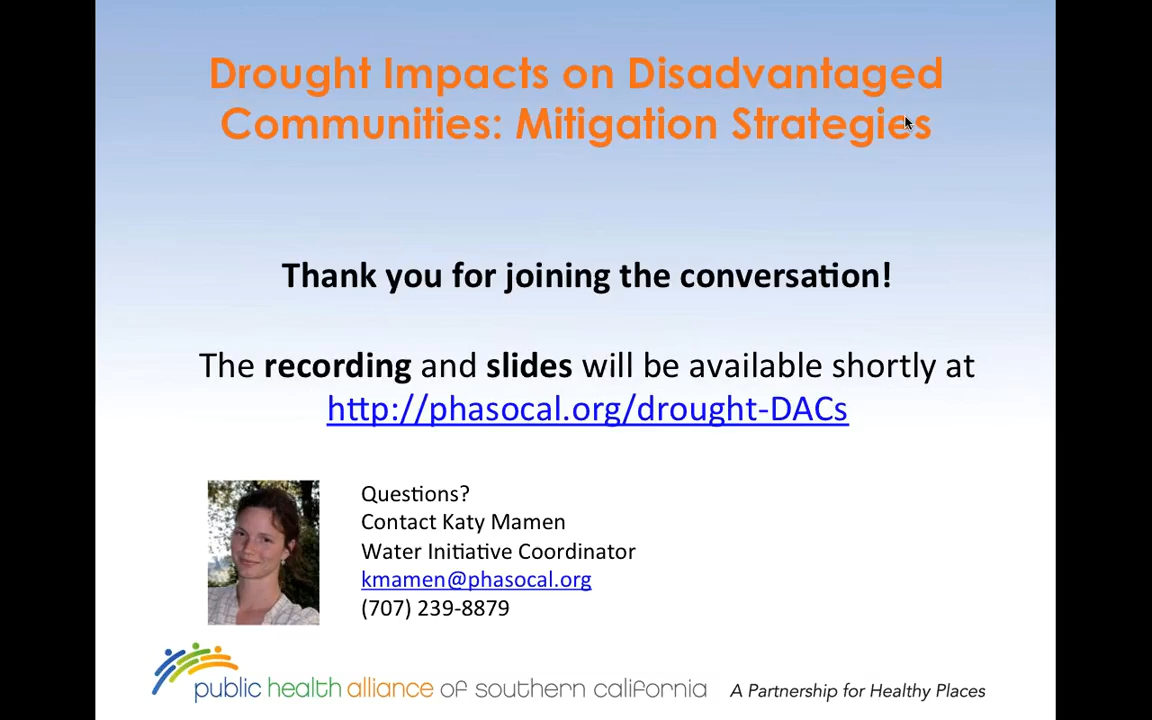 Drought Impacts on Disadvantaged
Communities: Mitigation Strategies
Thank you for joining the conversation!
The recording and slides will be available shortly at
http://phasocal.org/drought-DACs
Questions?
Contact Katy Mamen
Water Initiative Coordinator
kmamen@phasocal.org
(707) 239-8879
public health alliance of southern california A Partnership for Healthy Places